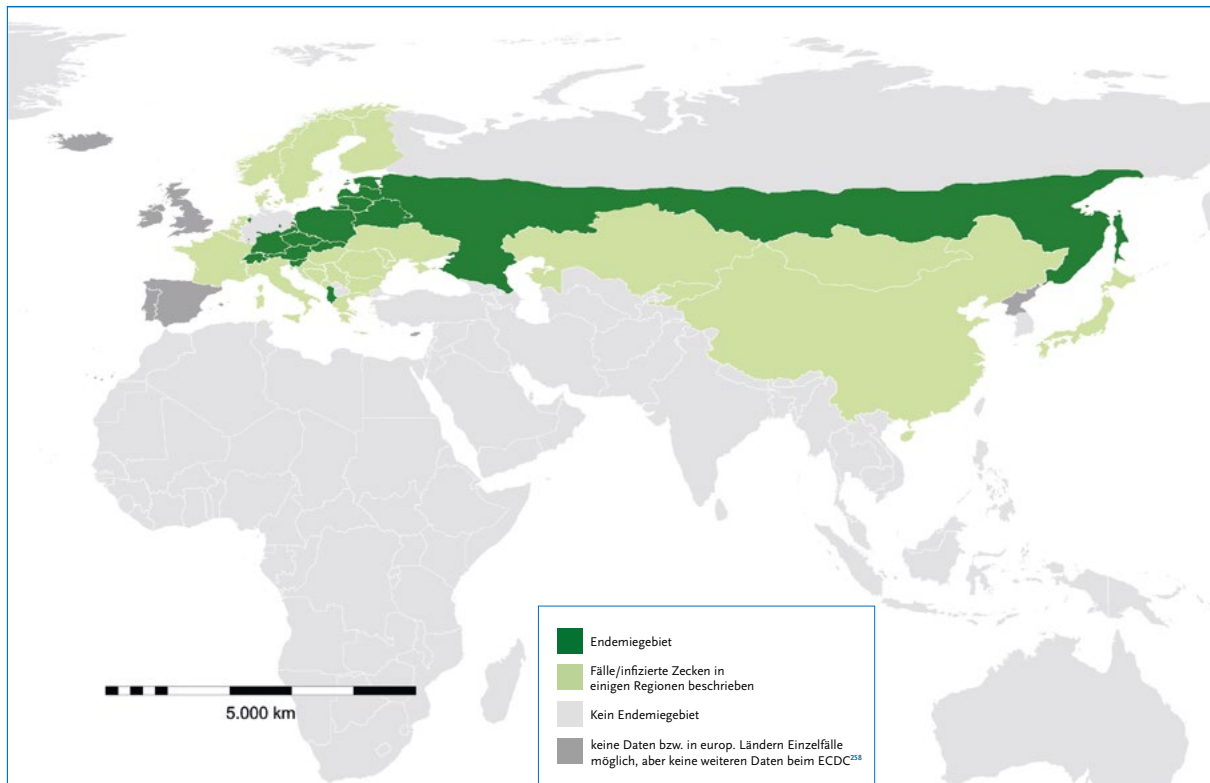 5.000 km
Endemiegebiet
Fälle/infizierte Zecken in
einigen Regionen beschrieben
Kein Endemiegebiet
keine Daten bzw. in europ. Ländern Einzelfälle
möglich, aber keine weiteren Daten beim ECDC²⁵⁸